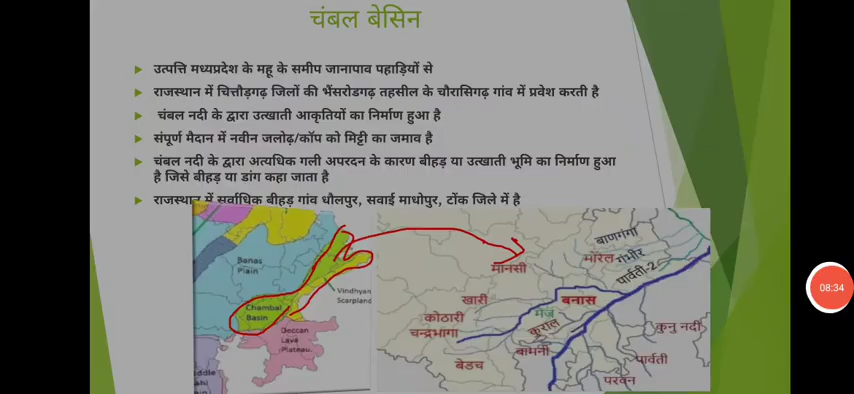 चंबल बेसिन
उत्पत्ति मध्यप्रदेश के महू के समीप जानापाव पहाड़ियों से
राजस्थान में चित्तौड़गढ़ जिलों की भैंसरोडगढ़ तहसील के चौरासिगढ़ गांव में प्रवेश करती है
चंबल नदी के द्वारा उत्खाती आकृतियों का निर्माण हुआ है
संपूर्ण मैदान में नवीन जलोढ़/कॉप को मिट्टी का जमाव है
चंबल नदी के द्वारा अत्यधिक गली अपरदन के कारण बीहड़ या उत्खाती भूमि का निर्माण हुआ
है जिसे बीहड़ या डांग कहा जाता है
राजस्थान में सर्वाधिक बीहड़ गांव धौलपुर, सवाई माधोपुर, टोंक जिले में है
Banas
Plain
Vindhyan
Scarpland
Chambal
Basin
Deccan
Lava
Plateau.
बाणगंगा
मोरेल गंभीर
पार्वती-2
मानसी
खारी
बनास
मेज
कोठारी
कुराल
चन्द्रभागा
कुनु नदी
बामनी
बेडच
पार्वती
परवन
08:34